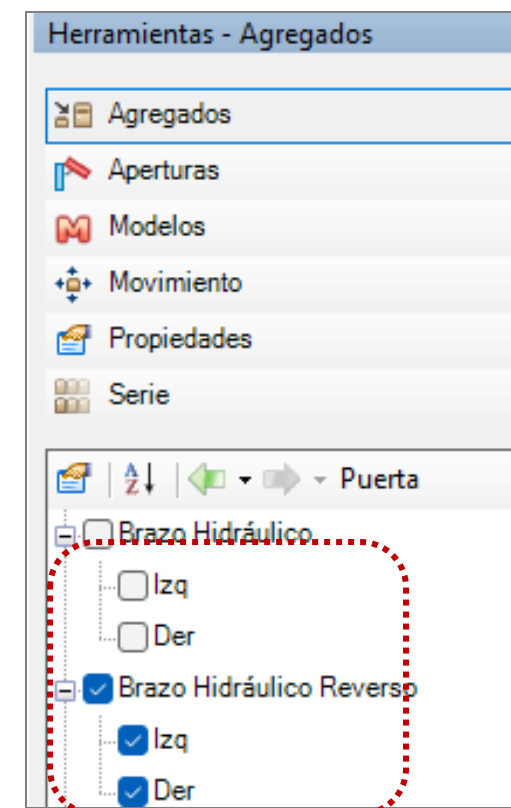 Herramientas - Agregados
Agregados
Aperturas
Modelos
Movimiento
Propiedades
Serie
Puerta
Brazo Hidráulico
Izq
Der
Brazo Hidráulico Reverso
Izq
Der